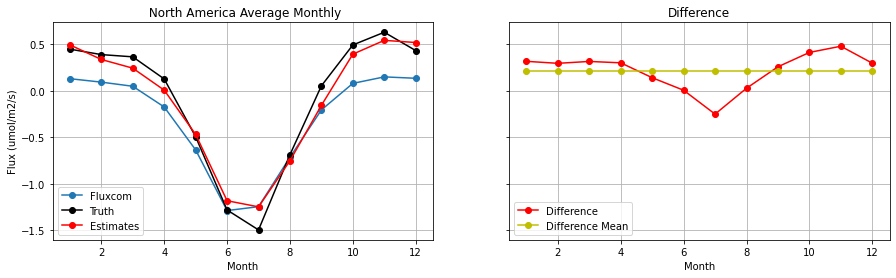 North America Average Monthly
Flux (umol/m2/s)
0.5
0.0
−0.5
−1.0
−1.5
Fluxcom
Truth
Estimates
2
4
6
8
10
12
Month
Difference
Difference
Difference Mean
2
4
6
8
10
12
Month